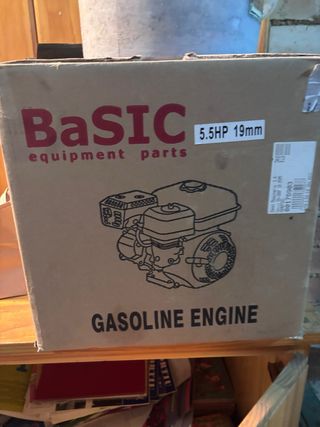 BaSIC
equipment parts
5.5HP 19mm
GASOLINE ENGINE